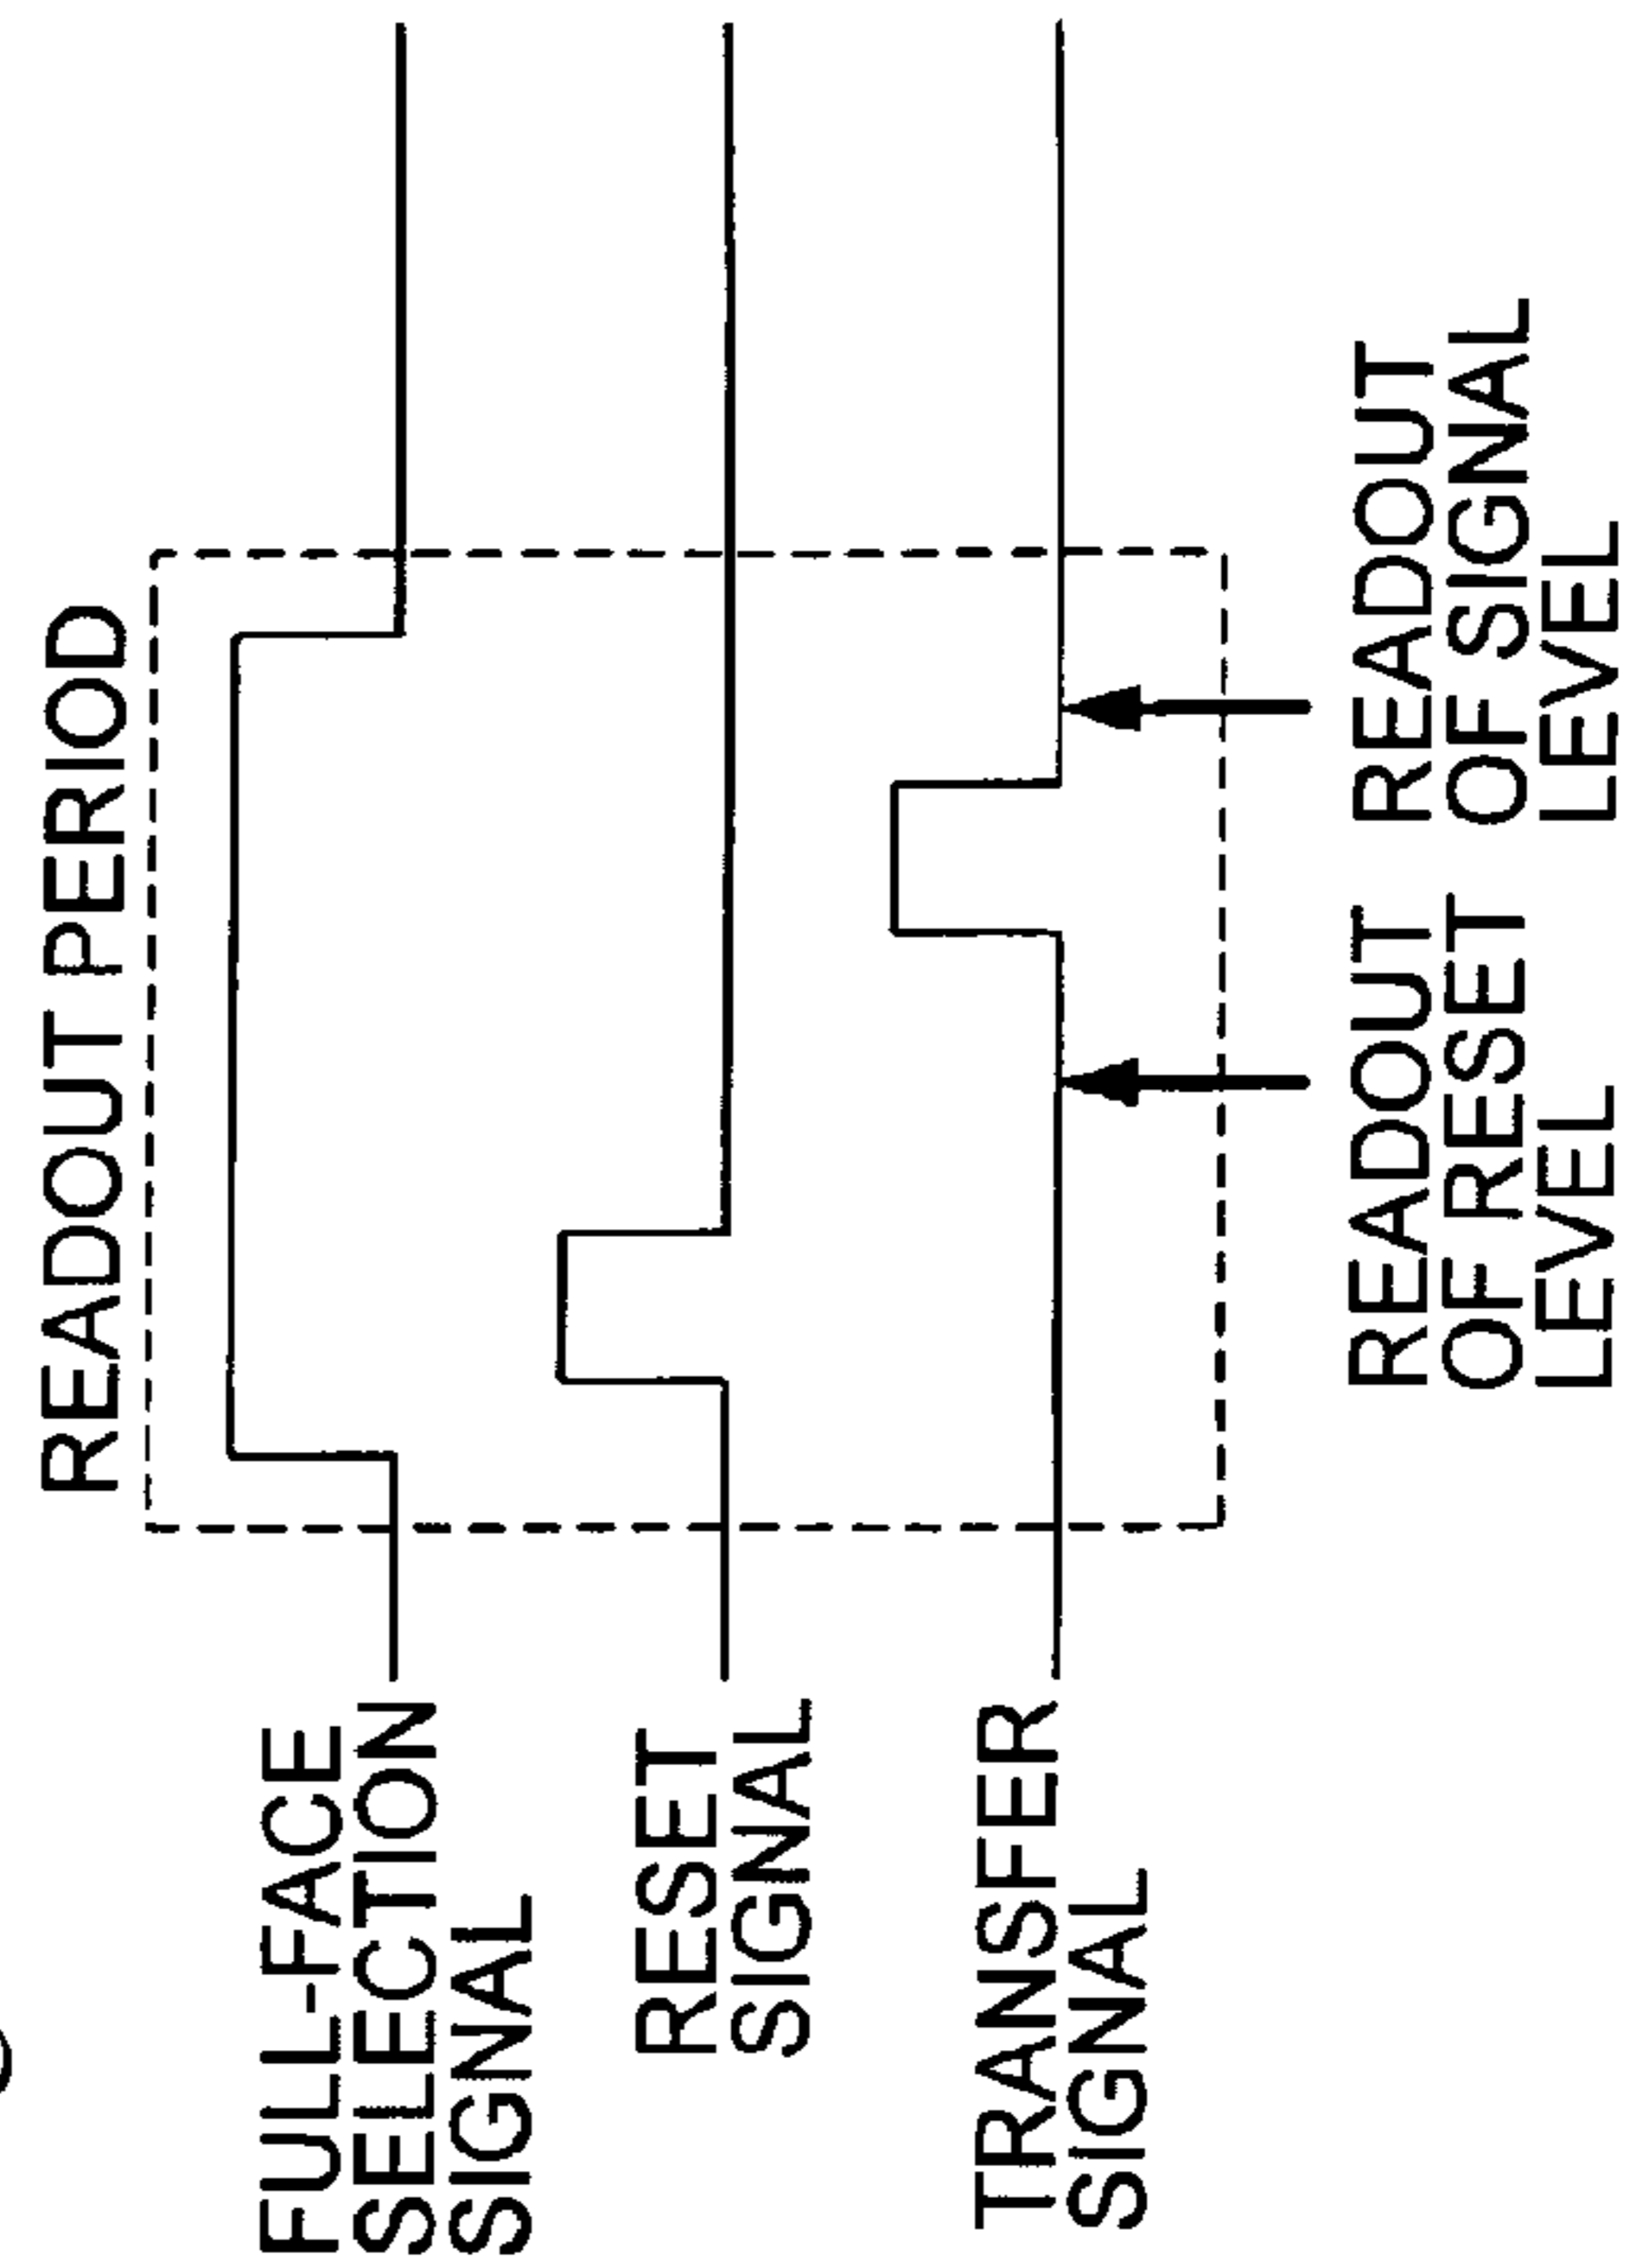 READOUT PERIOD
FULL-FACE
SELECTION
SIGNAL
RESET
SIGNAL
TRANSFER
SIGNAL
READOUT
OF RESET
LEVEL
READOUT
OF SIGNAL
LEVEL